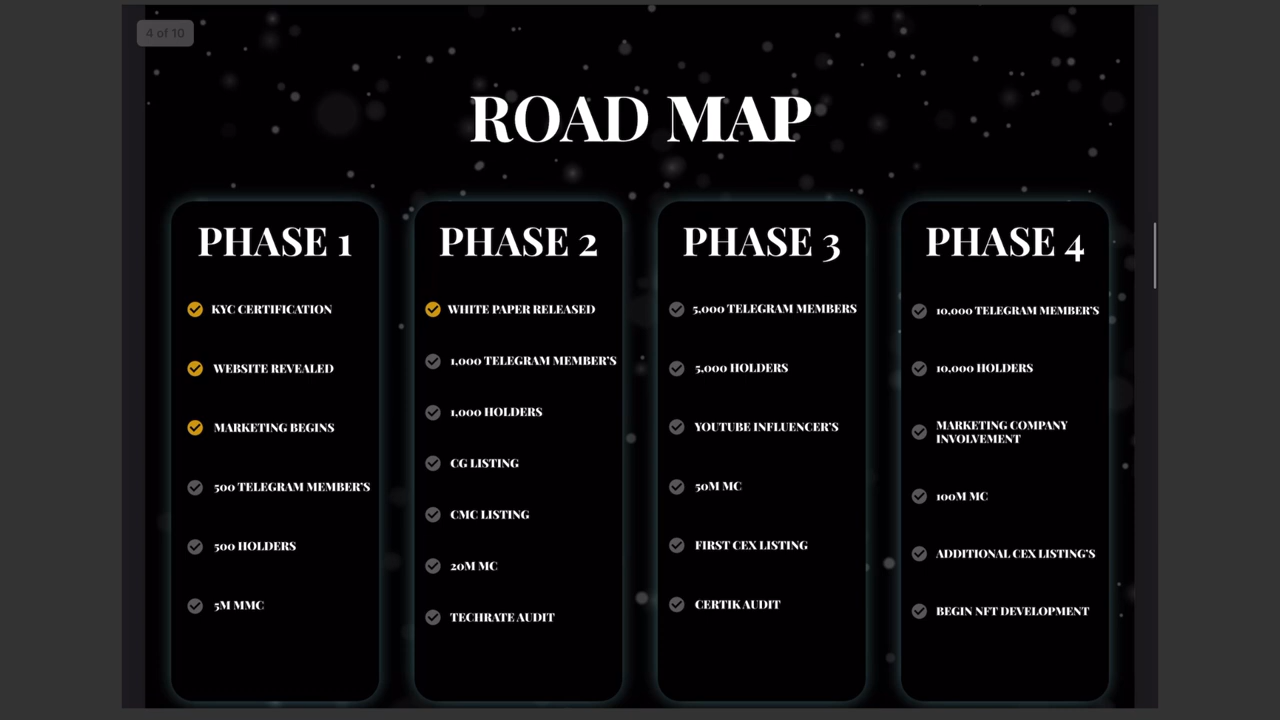 4 of 10
ROAD MAP
PHASE 1
KYC CERTIFICATION
WEBSITE REVEALED
MARKETING BEGINS
500 TELEGRAM MEMBER'S
500 HOLDERS
5M MMC
PHASE 2
WHITE PAPER RELEASED
1,000 TELEGRAM MEMBER'S
1,000 HOLDERS
CG LISTING
CMC LISTING
20M MC
TECHRATE AUDIT
PHASE 3
5,000 TELEGRAM MEMBERS
5,000 HOLDERS
YOUTUBE INFLUENCER'S
50M MC
FIRST CEX LISTING
CERTIK AUDIT
PHASE 4
10,000 TELEGRAM MEMBER'S
10,000 HOLDERS
MARKETING COMPANY
INVOLVEMENT
100M MC
ADDITIONAL CEX LISTING'S
BEGIN NFT DEVELOPMENT